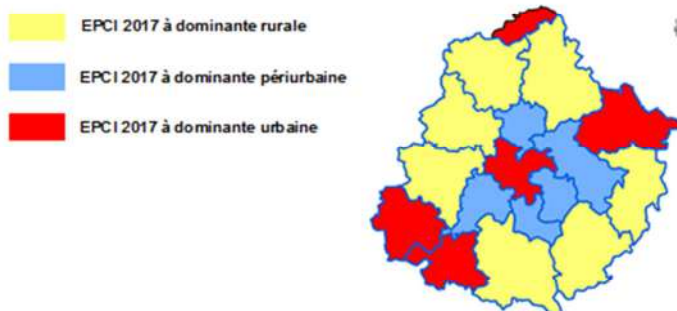 EPCI 2017 à dominante rurale
EPCI 2017 à dominante périurbaine
EPCI 2017 à dominante urbaine